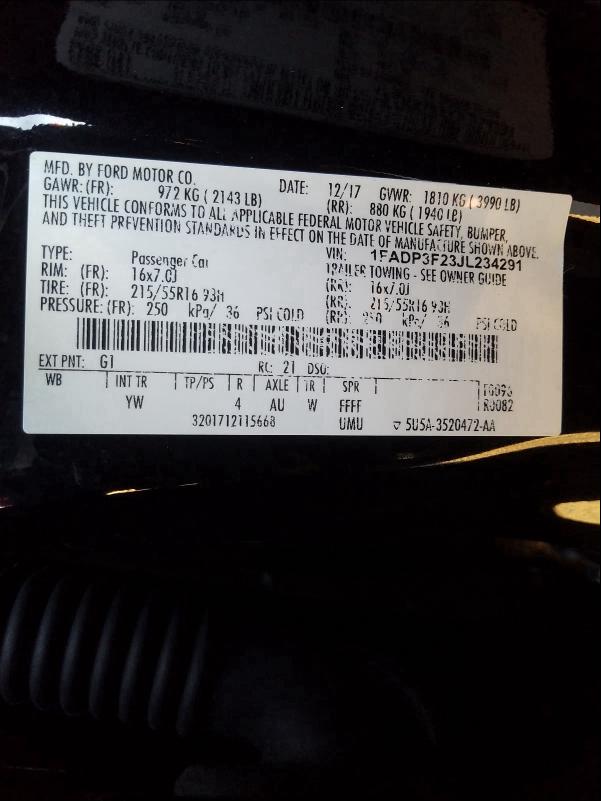 MFD. BY FORD MOTOR CO. DATE: 12/17 GVWR: 1810 KG (3990 LB)
GAWR: (FR): 972 KG (2143 LB) (RR): 880 KG (1940 LB)
THIS VEHICLE CONFORMS TO ALL APPLICABLE FEDERAL MOTOR VEHICLE SAFETY, BUMPER,
AND THEFT PREVENTION STANDARDS IN EFFECT ON THE DATE OF MANUFACTURE SHOWN ABOVE.
VIN: 1FADP3F23JL234291
TYPE: Passenger Car TRAILER TOWING - SEE OWNER GUIDE
RIM: (FR): 16x7.0J (RR): 16x7.0J
TIRE: (FR): 215/55R16 93H (RR): 215/55R16 93H
PRESSURE: (FR): 250 kPa/ 36 PSI COLD (RR): 250 kPa/ 36 PSI COLD
EXT PNT: G1 RC: 21 DSO:
WB INT TR TP/PS R AXLE TR SPR
YW 4 AU W FFFF
R0082
3201712115668 UMU 5U5A-3520472-AA